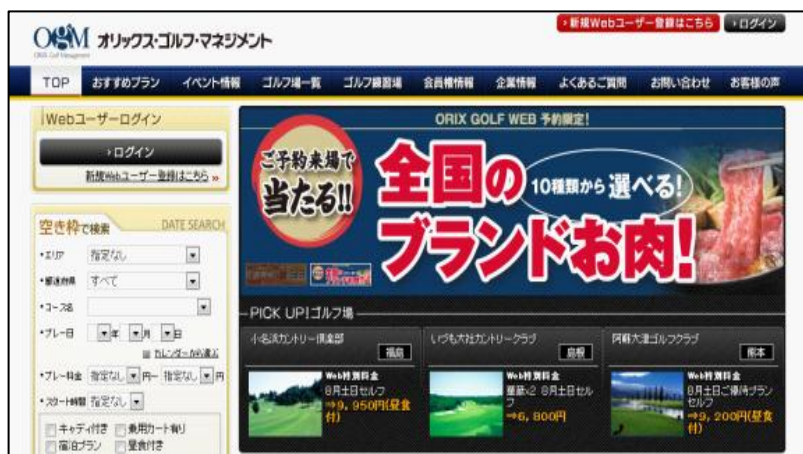 OGM オリックス・ゴルフ・マネジメント
ORIX Golf Management
›新規Webユーザー登録はこちら ›ログイン
TOP おすすめプラン イベント情報 ゴルフ場一覧 ゴルフ練習場 会員権情報 企業情報 よくあるご質問 お問い合わせ お客様の声
Webユーザーログイン
›ログイン
新規Webユーザー登録はこちら »
空き枠で検索 DATE SEARCH
・エリア 指定なし
・都道府県 すべて
・コース名
・プレー日 年 月 日
カレンダーから選ぶ
・プレー料金 指定なし 円〜 指定なし 円
・スタート時間 指定なし
キャディ付き 乗用カート有り
宿泊プラン 昼食付き
ORIX GOLF WEB 予約限定!
ご予約来場で
当たる!!
全国の
10種類から選べる!
ブランドお肉!
PICK UP!ゴルフ場
小名浜カントリー倶楽部
福島
Web特別料金
8月土日セルフ
⇒9,950円(昼食付)
いづも大社カントリークラブ
島根
Web特別料金
8月土日セルフ
⇒6,800円
阿蘇大津ゴルフクラブ
熊本
Web特別料金
8月土日ご優待プラン
セルフ
⇒9,200円(昼食付)